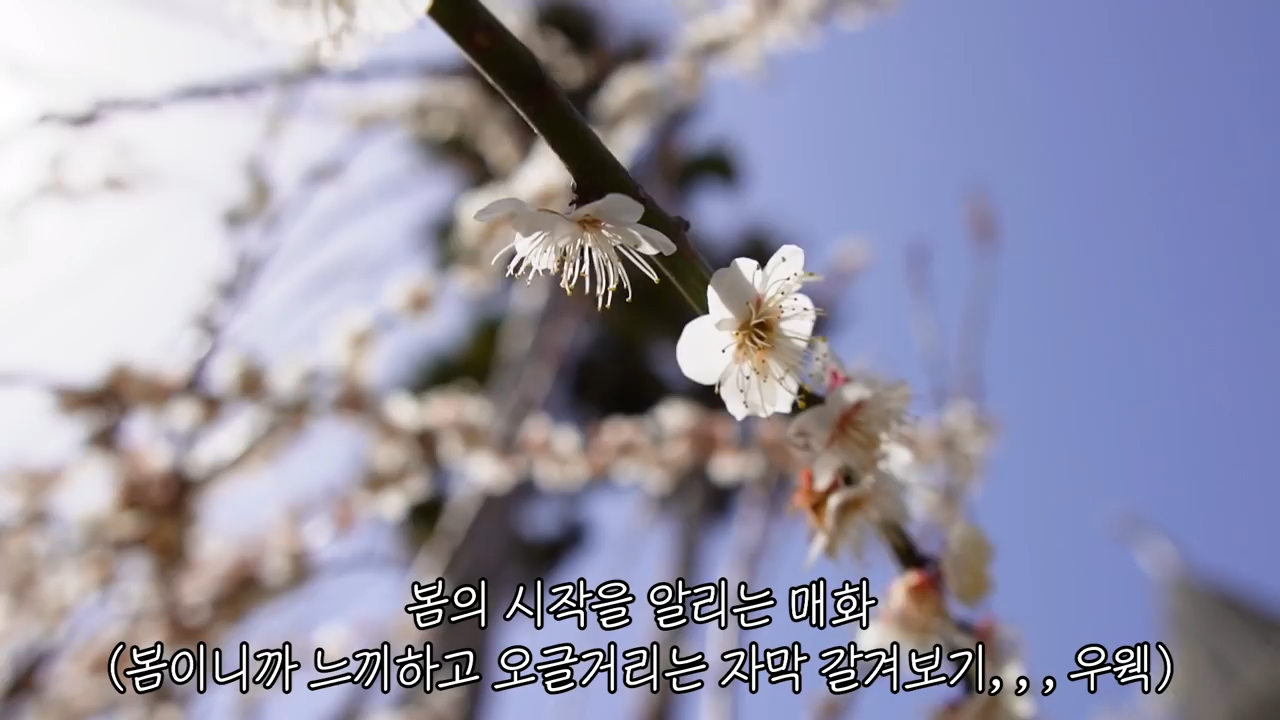 봄의 시작을 알리는 매화
(봄이니까 느끼하고 오글거리는 자막 갈겨보기, , , 우웩)